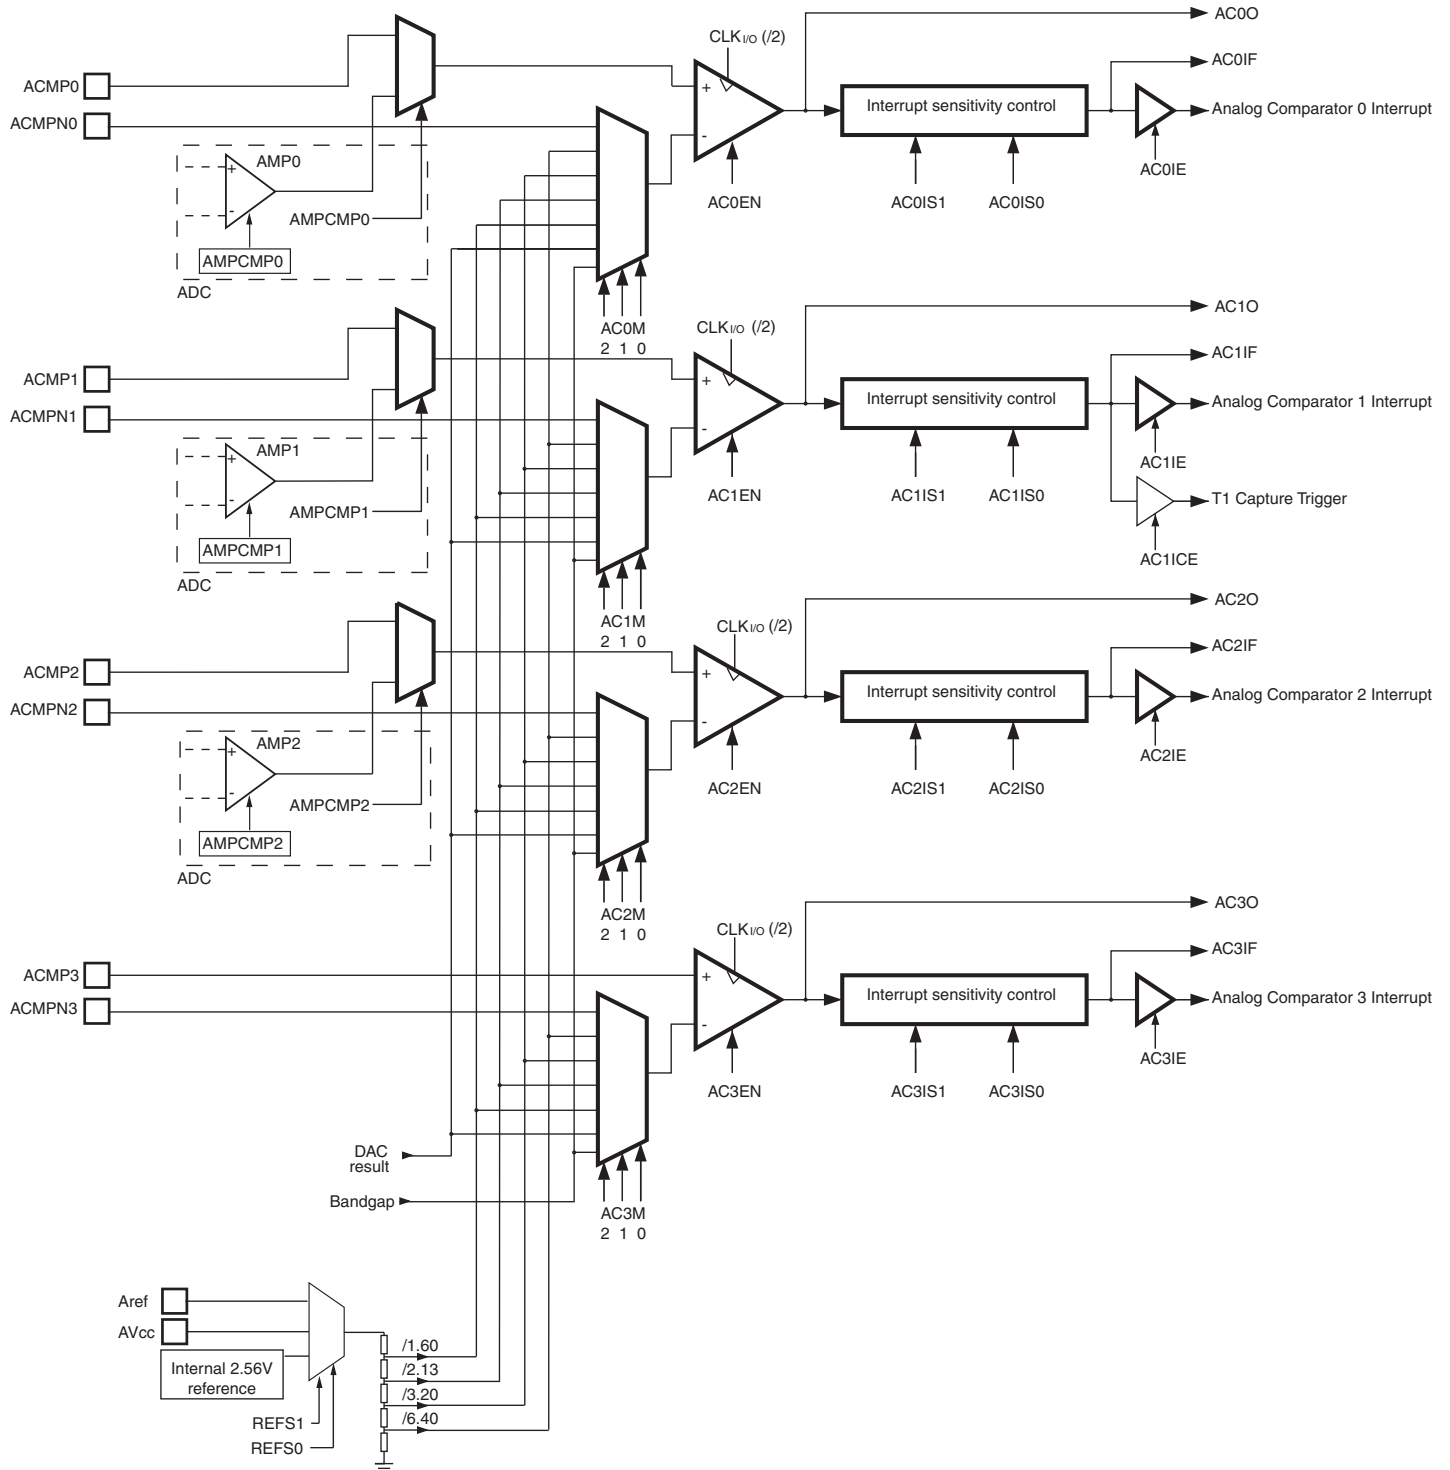 AC0O
CLKI/O (/2)
AC0IF
ACMP0
+
Interrupt sensitivity control
Analog Comparator 0 Interrupt
ACMPN0
-
AMP0
+
AC0IE
-
AMPCMP0
AC0EN
AC0IS1
AC0IS0
AMPCMP0
ADC
AC0M
2 1 0
AC1O
CLKI/O (/2)
AC1IF
ACMP1
+
Interrupt sensitivity control
Analog Comparator 1 Interrupt
ACMPN1
-
AMP1
+
AC1IE
-
AMPCMP1
AC1EN
AC1IS1
AC1IS0
T1 Capture Trigger
AMPCMP1
AC1ICE
ADC
AC1M
2 1 0
AC2O
CLKI/O (/2)
AC2IF
ACMP2
+
Interrupt sensitivity control
Analog Comparator 2 Interrupt
ACMPN2
-
AMP2
+
AC2IE
-
AMPCMP2
AC2EN
AC2IS1
AC2IS0
AMPCMP2
ADC
AC2M
2 1 0
AC3O
CLKI/O (/2)
AC3IF
ACMP3
+
Interrupt sensitivity control
Analog Comparator 3 Interrupt
ACMPN3
-
AC3IE
AC3EN
AC3IS1
AC3IS0
DAC
result
Bandgap
AC3M
2 1 0
Aref
AVcc
Internal 2.56V
reference
/1.60
/2.13
/3.20
/6.40
REFS1
REFS0